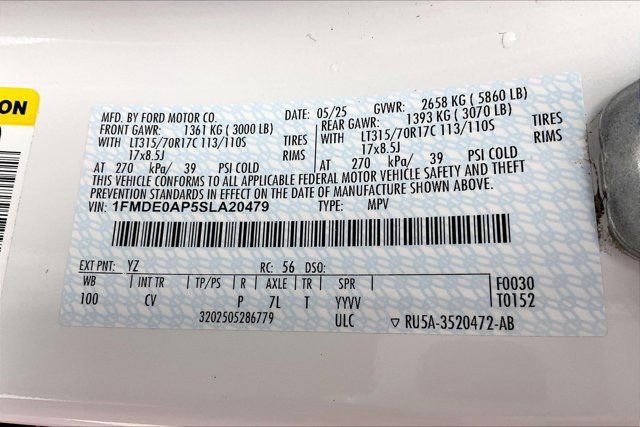 ON
MFD. BY FORD MOTOR CO. DATE: 05/25 GVWR: 2658 KG ( 5860 LB)
FRONT GAWR: 1361 KG ( 3000 LB) REAR GAWR: 1393 KG ( 3070 LB)
WITH LT315/70R17C 113/110S TIRES WITH LT315/70R17C 113/110S TIRES
17x8.5J RIMS 17x8.5J RIMS
AT 270 kPa/ 39 PSI COLD AT 270 kPa/ 39 PSI COLD
THIS VEHICLE CONFORMS TO ALL APPLICABLE FEDERAL MOTOR VEHICLE SAFETY AND THEFT
PREVENTION STANDARDS IN EFFECT ON THE DATE OF MANUFACTURE SHOWN ABOVE.
VIN: 1FMDE0AP5SLA20479 TYPE: MPV
EXT PNT: YZ RC: 56 DSO:
WB INT TR TP/PS R AXLE TR SPR F0030
100 CV P 7L T YYVV T0152
3202505286779 ULC ▽ RU5A-3520472-AB